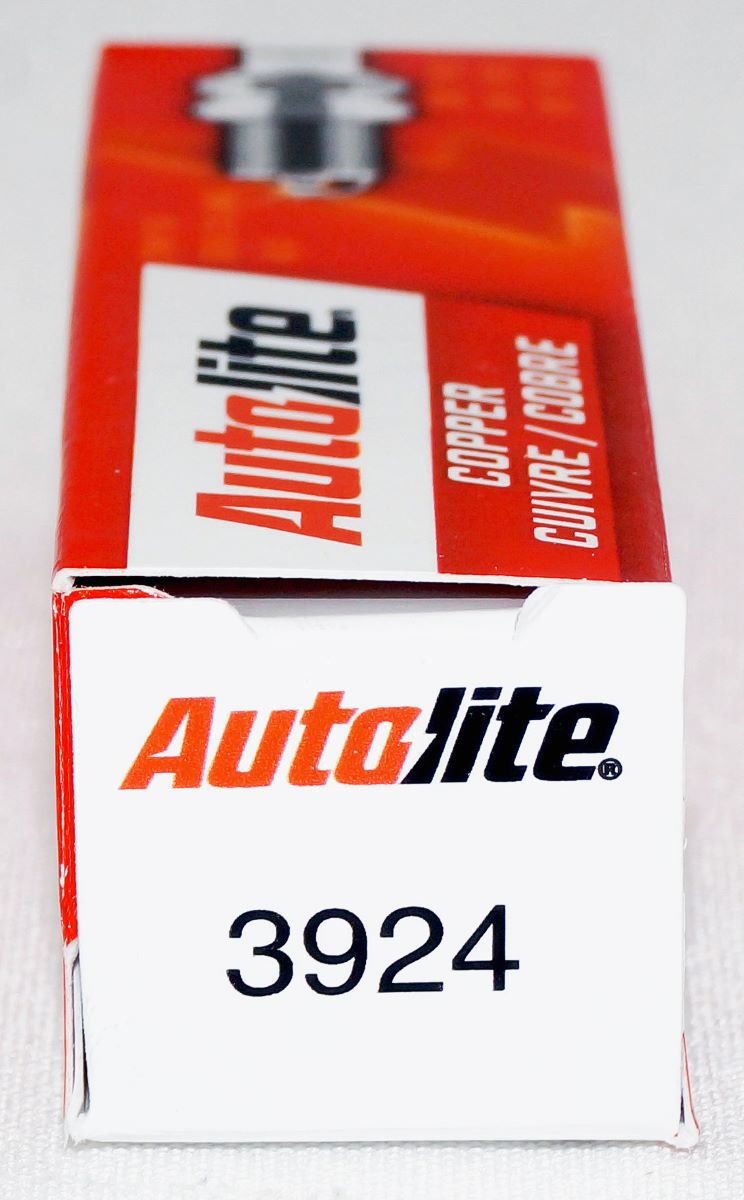 Autolite
COPPER
CUIVRE / COBRE
Autolite®
3924